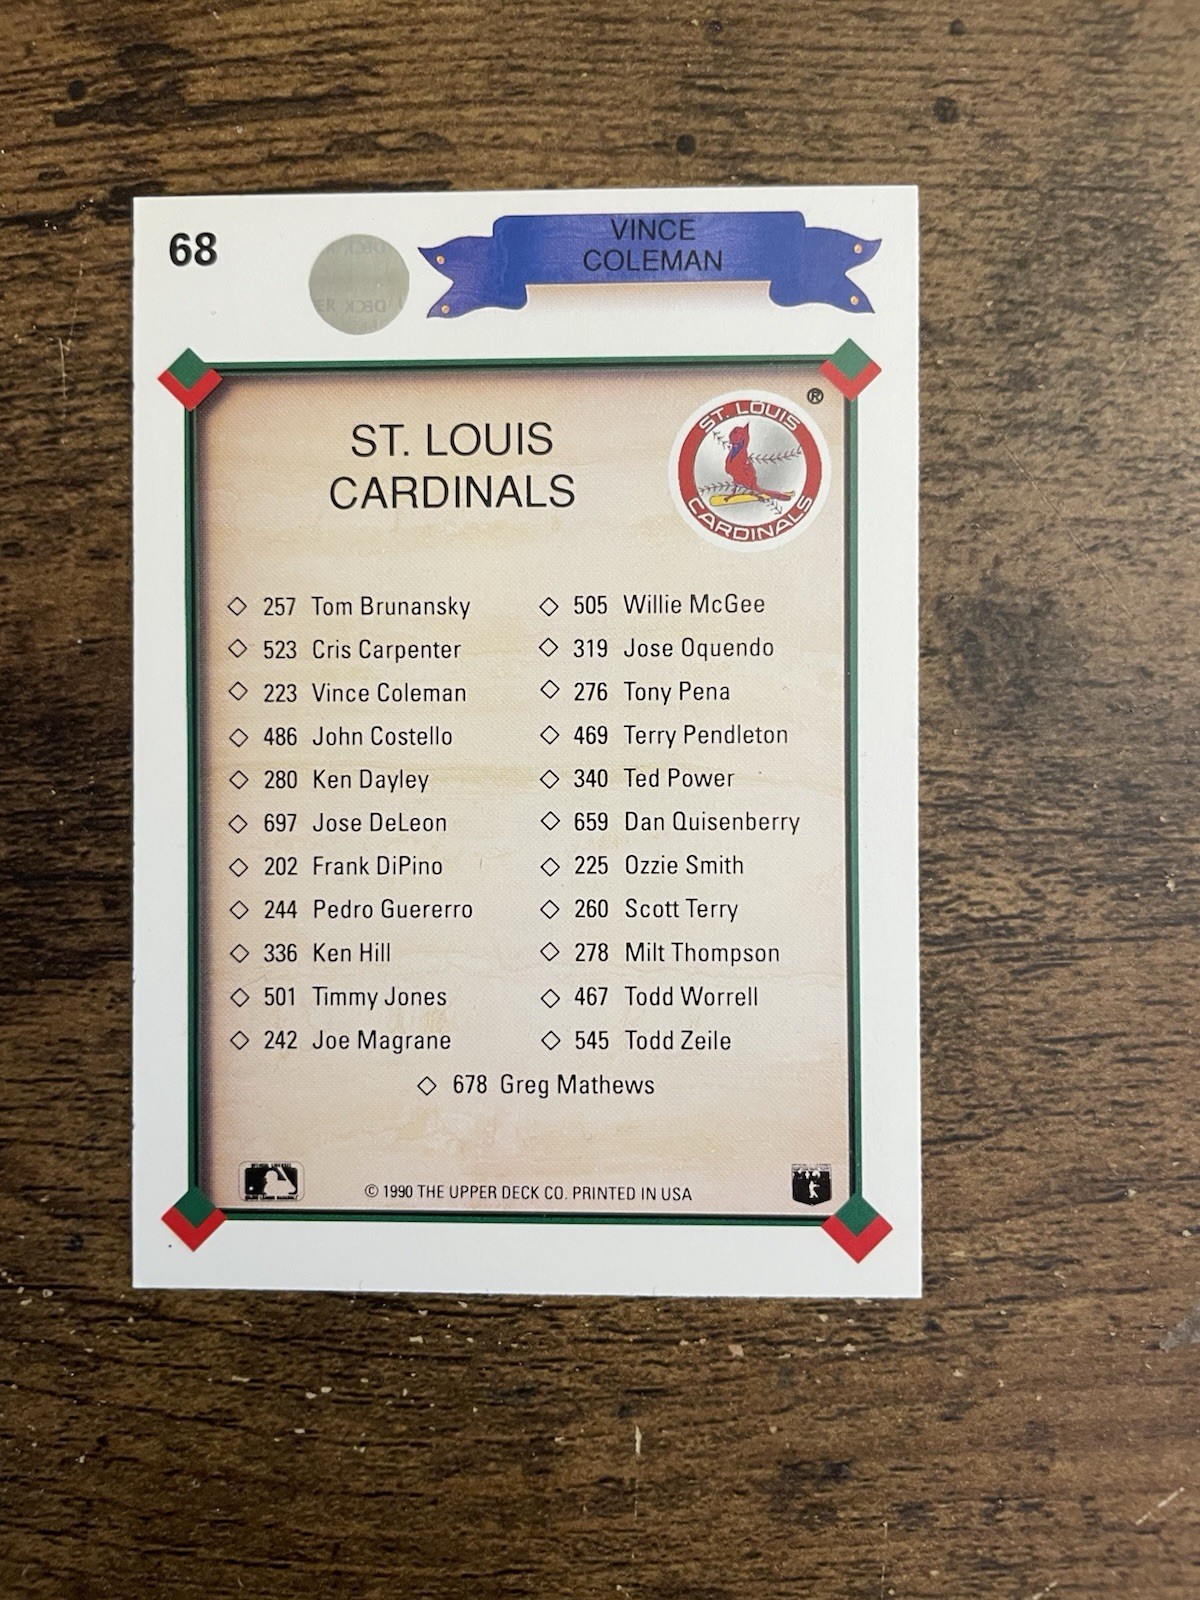 68
VINCE
COLEMAN
ST. LOUIS
CARDINALS
®
ST. LOUIS
CARDINALS
257 Tom Brunansky
523 Cris Carpenter
223 Vince Coleman
486 John Costello
280 Ken Dayley
697 Jose DeLeon
202 Frank DiPino
244 Pedro Guererro
336 Ken Hill
501 Timmy Jones
242 Joe Magrane
505 Willie McGee
319 Jose Oquendo
276 Tony Pena
469 Terry Pendleton
340 Ted Power
659 Dan Quisenberry
225 Ozzie Smith
260 Scott Terry
278 Milt Thompson
467 Todd Worrell
545 Todd Zeile
678 Greg Mathews
© 1990 THE UPPER DECK CO. PRINTED IN USA